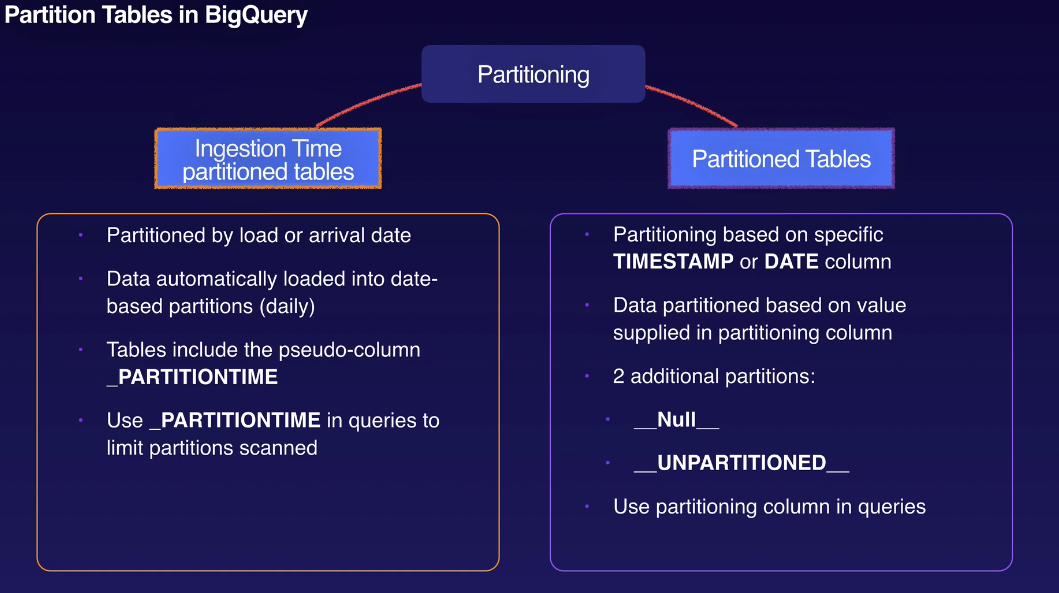 Partition Tables in BigQuery
Partitioning
Ingestion Time
partitioned tables
Partitioned Tables
• Partitioned by load or arrival date
• Data automatically loaded into date-
based partitions (daily)
• Tables include the pseudo-column
_PARTITIONTIME
• Use _PARTITIONTIME in queries to
limit partitions scanned
• Partitioning based on specific
TIMESTAMP or DATE column
• Data partitioned based on value
supplied in partitioning column
• 2 additional partitions:
• __Null__
• __UNPARTITIONED__
• Use partitioning column in queries